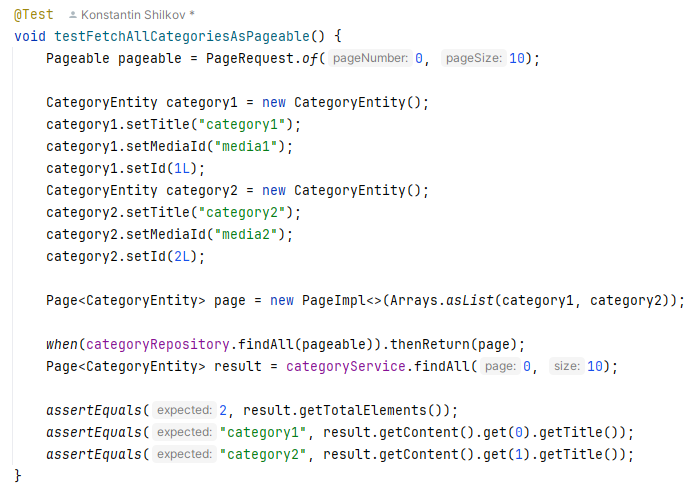 @Test Konstantin Shilkov *
void testFetchAllCategoriesAsPageable() {
    Pageable pageable = PageRequest.of( pageNumber: 0, pageSize: 10);

    CategoryEntity category1 = new CategoryEntity();
    category1.setTitle("category1");
    category1.setMediaId("media1");
    category1.setId(1L);
    CategoryEntity category2 = new CategoryEntity();
    category2.setTitle("category2");
    category2.setMediaId("media2");
    category2.setId(2L);

    Page<CategoryEntity> page = new PageImpl<>(Arrays.asList(category1, category2));

    when(categoryRepository.findAll(pageable)).thenReturn(page);
    Page<CategoryEntity> result = categoryService.findAll( page: 0, size: 10);

    assertEquals( expected: 2, result.getTotalElements());
    assertEquals( expected: "category1", result.getContent().get(0).getTitle());
    assertEquals( expected: "category2", result.getContent().get(1).getTitle());
}